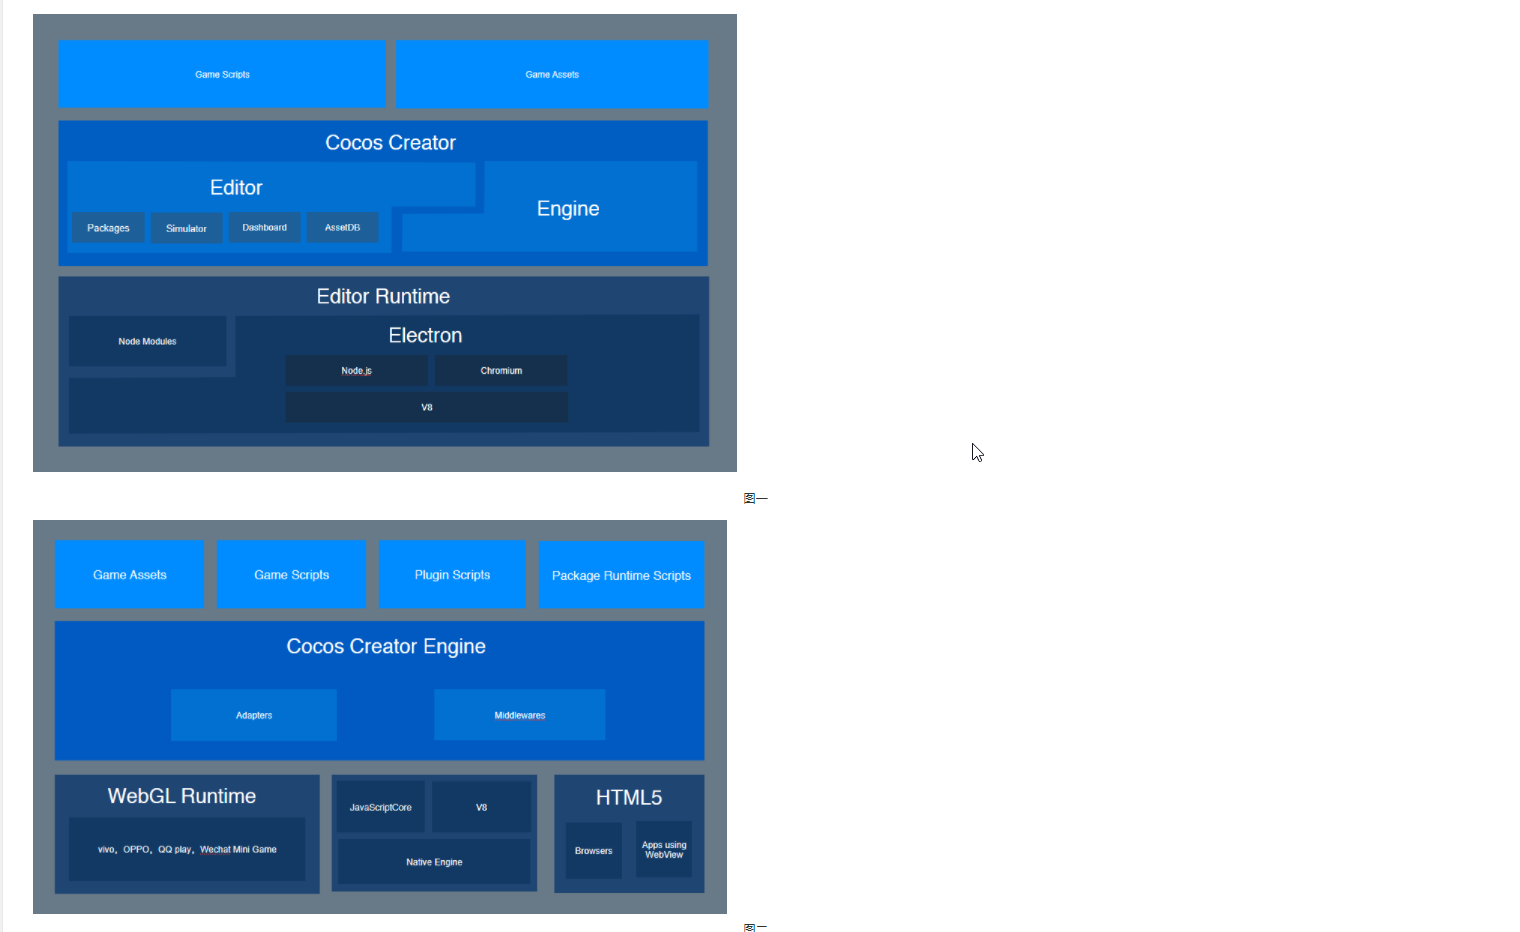 Game Scripts
Game Assets
Cocos Creator
Editor
Engine
Packages
Simulator
Dashboard
AssetDB
Editor Runtime
Node Modules
Electron
Node.js
Chromium
V8
图一
Game Assets
Game Scripts
Plugin Scripts
Package Runtime Scripts
Cocos Creator Engine
Adapters
Middlewares
WebGL Runtime
vivo，OPPO，QQ play，Wechat Mini Game
JavaScriptCore
V8
Native Engine
HTML5
Browsers
Apps using
WebView